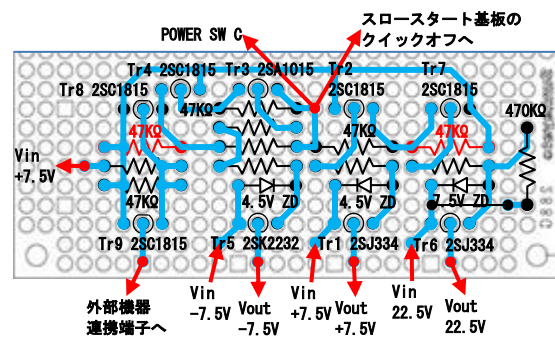 スロースタート基板の
クイックオフへ
POWER SW C
Tr4 Tr3 2SA1015 Tr2 Tr7
Tr8 2SC1815 2SC1815 2SC1815 2SC1815
47KΩ 470KΩ
47KΩ 47KΩ 47KΩ
Vin
+7.5V
47KΩ 4.5V ZD 4.5V ZD 7.5V ZD
Tr9 2SC1815 Tr5 2SK2232 Tr1 2SJ334 Tr6 2SJ334
外部機器
連携端子へ
Vin
-7.5V
Vout
-7.5V
Vin
+7.5V
Vout
+7.5V
Vin
22.5V
Vout
22.5V